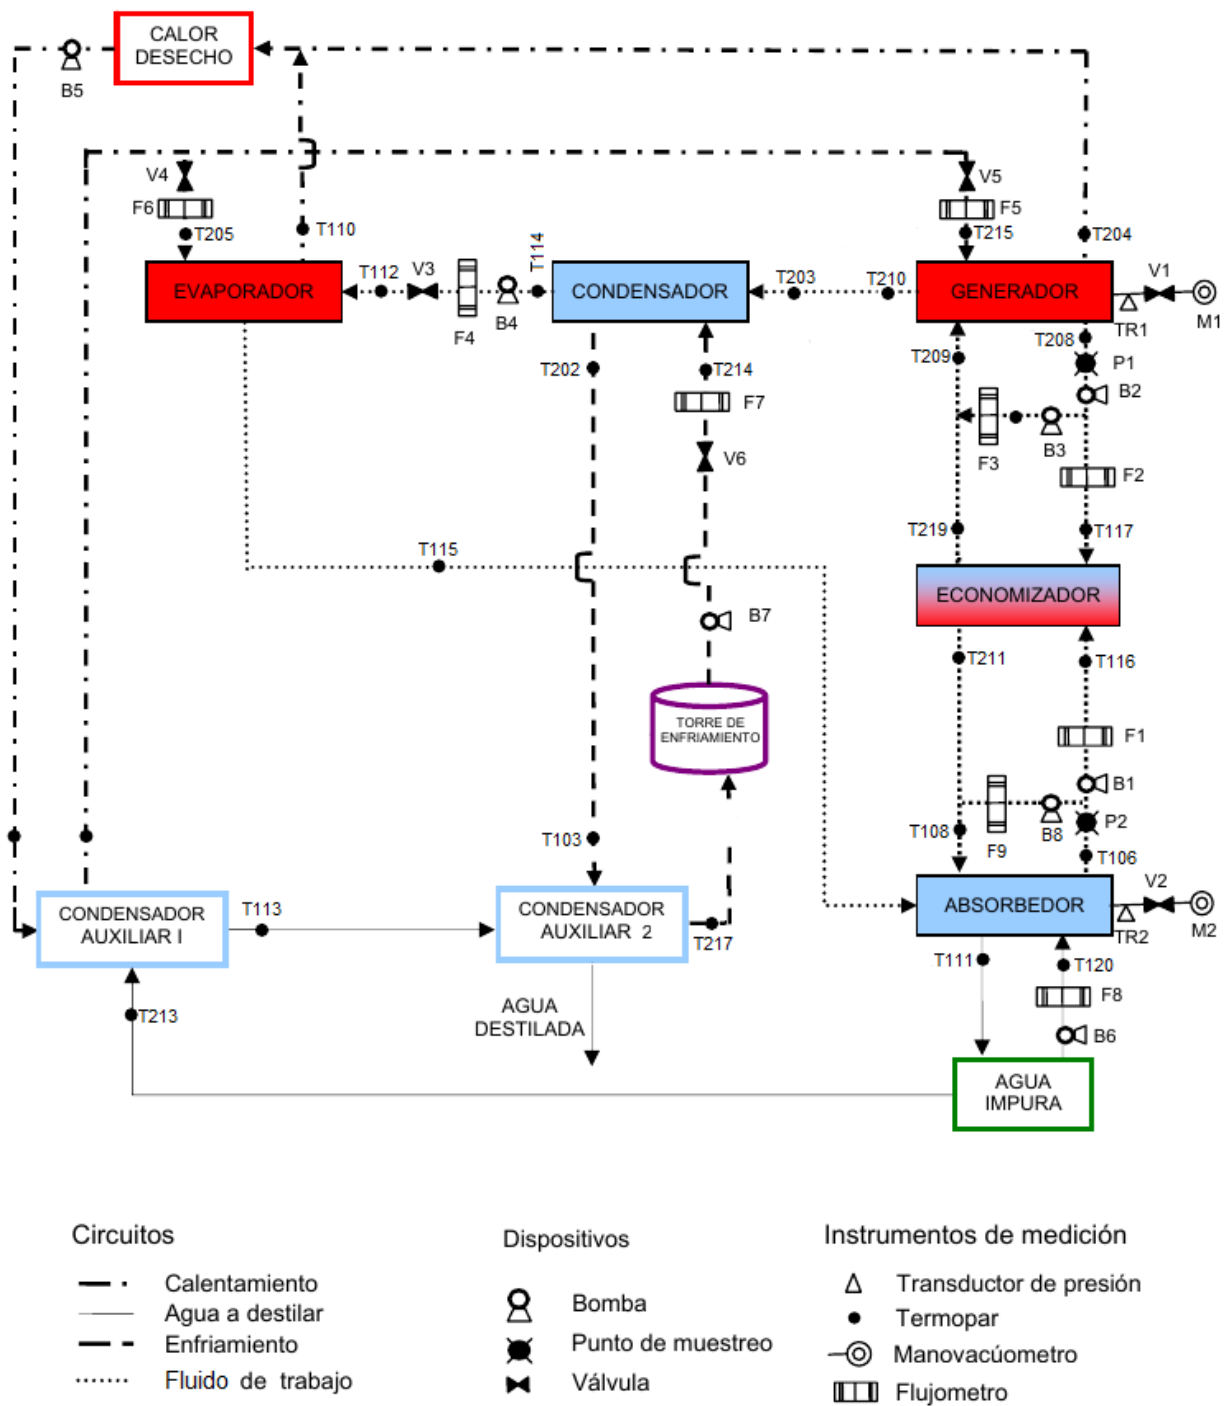 CALOR
DESECHO
B5
V4
F6
T205
T110
T114
T112
V3
F4
B4
EVAPORADOR
CONDENSADOR
T203
T210
V5
F5
T215
T204
GENERADOR
V1
TR1
M1
T202
T214
F7
V6
T209
T208
P1
B2
F3
B3
F2
T219
T117
T115
ECONOMIZADOR
B7
T211
T116
TORRE DE
ENFRIAMIENTO
F1
B1
T103
T108
F9
B8
P2
T106
CONDENSADOR
AUXILIAR I
T113
CONDENSADOR
AUXILIAR 2
T217
ABSORBEDOR
V2
TR2
M2
T111
T120
F8
B6
T213
AGUA
DESTILADA
AGUA
IMPURA
Circuitos
Calentamiento
Agua a destilar
Enfriamiento
Fluido de trabajo
Dispositivos
Bomba
Punto de muestreo
Válvula
Instrumentos de medición
Transductor de presión
Termopar
Manovacúometro
Flujometro